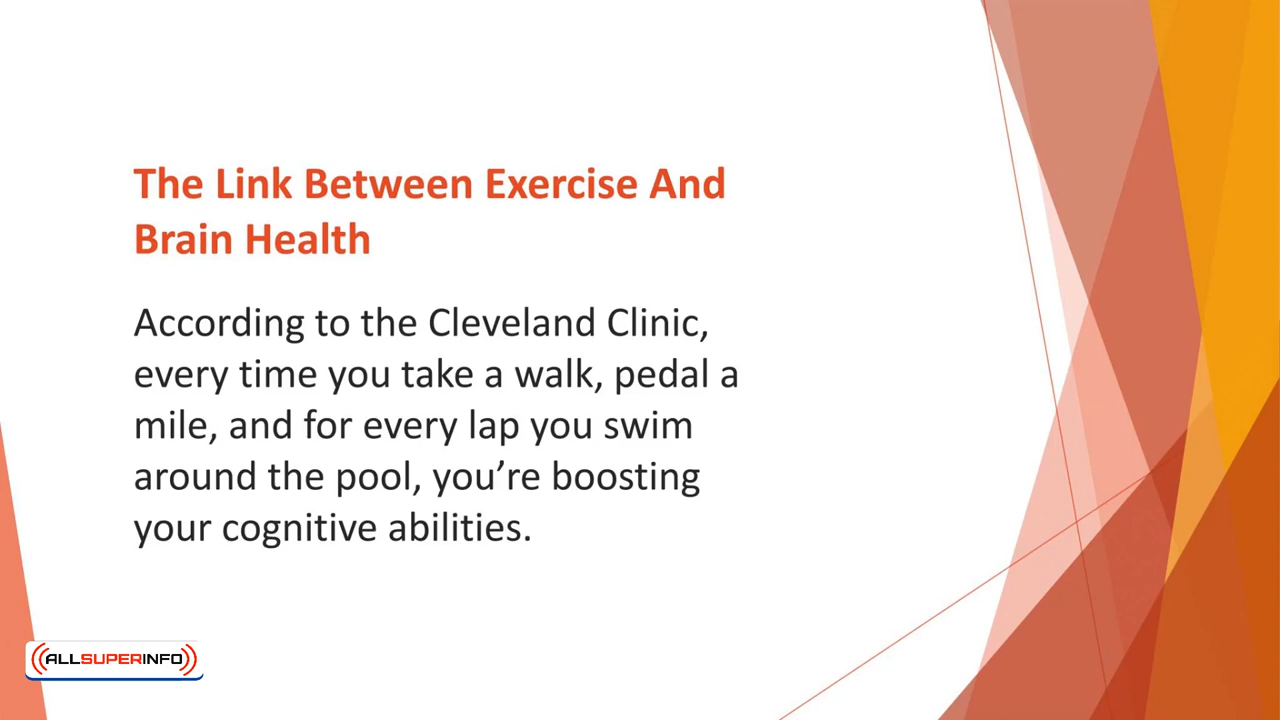 The Link Between Exercise And
Brain Health
According to the Cleveland Clinic,
every time you take a walk, pedal a
mile, and for every lap you swim
around the pool, you’re boosting
your cognitive abilities.
ALLSUPERINFO